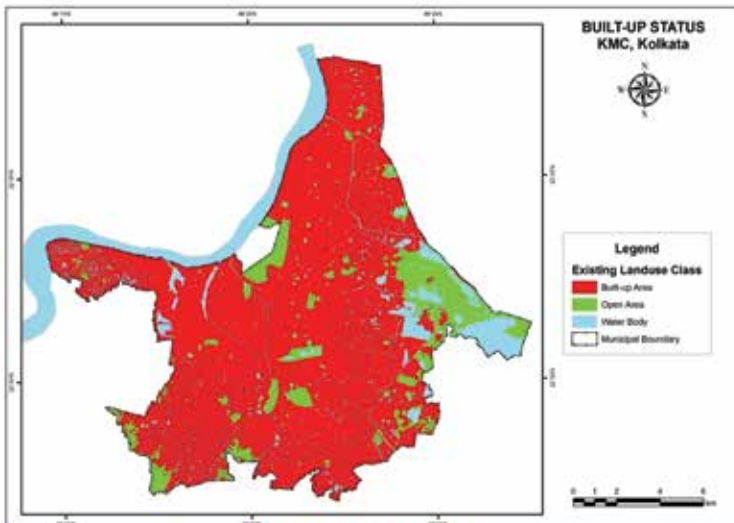 BUILT-UP STATUS
KMC, Kolkata
N
W E
S
Legend
Existing Landuse Class
Built-up Area
Open Area
Water Body
Municipal Boundary
0 1 2 4 6
km